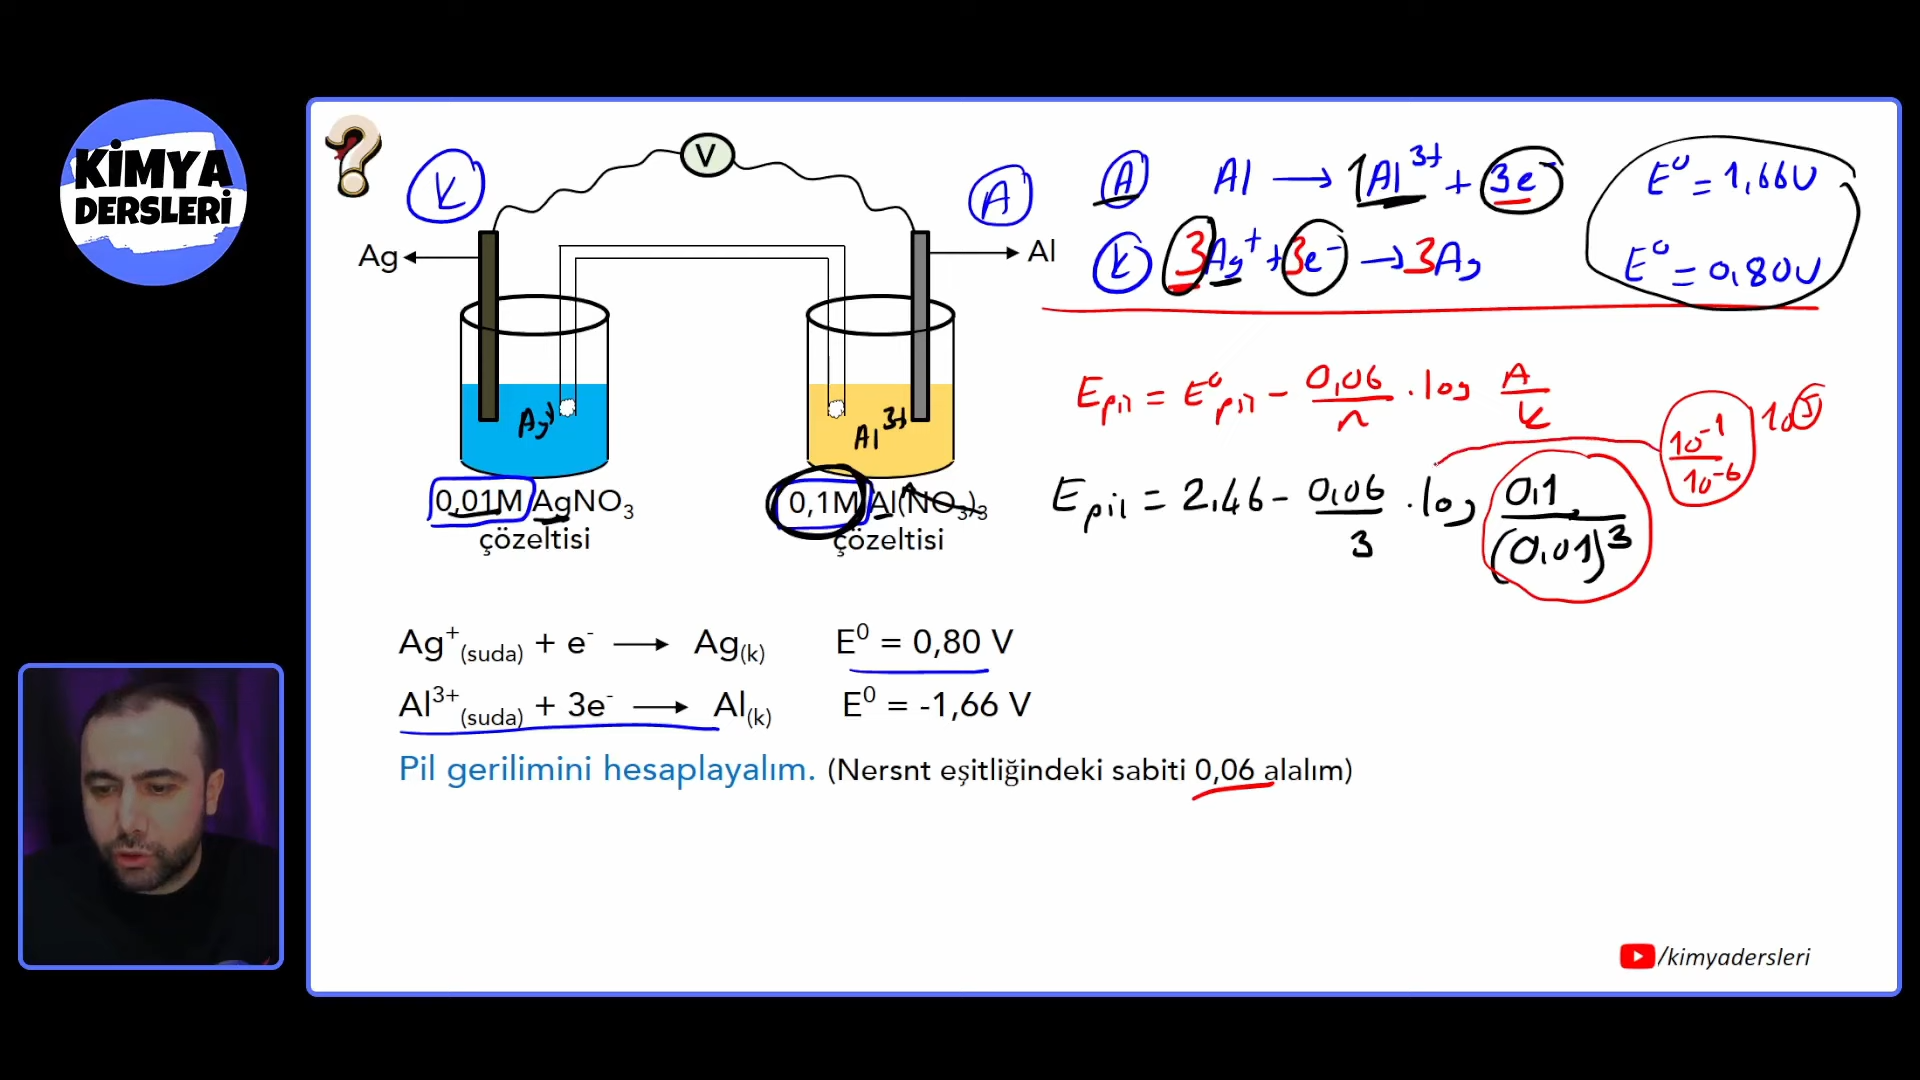 KİMYA
DERSLERİ
K
V
A
Ag
Al
Ag⁺
Al³⁺
0,01M AgNO₃
çözeltisi
0,1M Al(NO₃)₃
çözeltisi
A Al → 1Al³⁺ + 3e⁻ E⁰ = 1,66V
K 3Ag⁺ + 3e⁻ → 3Ag E⁰ = 0,80V
Epil = E⁰pil − 0,06/n · log A/K
10⁻¹/10⁻⁶ 10⁵
Epil = 2,46 − 0,06/3 · log 0,1/(0,01)³
Ag⁺(suda) + e⁻ → Ag(k) E⁰ = 0,80 V
Al³⁺(suda) + 3e⁻ → Al(k) E⁰ = -1,66 V
Pil gerilimini hesaplayalım. (Nersnt eşitliğindeki sabiti 0,06 alalım)
/kimyadersleri